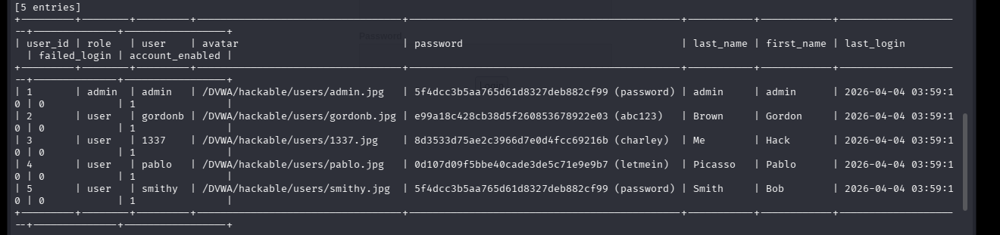 [5 entries]
+---------+--------+---------+----------------------------------+---------------------------------------------+-----------+------------+-------------------
--+--------------+-----------------+
| user_id | role   | user    | avatar                           | password                                    | last_name | first_name | last_login
  | failed_login | account_enabled |
+---------+--------+---------+----------------------------------+---------------------------------------------+-----------+------------+-------------------
--+--------------+-----------------+
| 1       | admin  | admin   | /DVWA/hackable/users/admin.jpg   | 5f4dcc3b5aa765d61d8327deb882cf99 (password) | admin     | admin      | 2026-04-04 03:59:1
0 | 0            | 1               |
| 2       | user   | gordonb | /DVWA/hackable/users/gordonb.jpg | e99a18c428cb38d5f260853678922e03 (abc123)   | Brown     | Gordon     | 2026-04-04 03:59:1
0 | 0            | 1               |
| 3       | user   | 1337    | /DVWA/hackable/users/1337.jpg    | 8d3533d75ae2c3966d7e0d4fcc69216b (charley)  | Me        | Hack       | 2026-04-04 03:59:1
0 | 0            | 1               |
| 4       | user   | pablo   | /DVWA/hackable/users/pablo.jpg   | 0d107d09f5bbe40cade3de5c71e9e9b7 (letmein)  | Picasso   | Pablo      | 2026-04-04 03:59:1
0 | 0            | 1               |
| 5       | user   | smithy  | /DVWA/hackable/users/smithy.jpg  | 5f4dcc3b5aa765d61d8327deb882cf99 (password) | Smith     | Bob        | 2026-04-04 03:59:1
0 | 0            | 1               |
+---------+--------+---------+----------------------------------+---------------------------------------------+-----------+------------+-------------------
--+--------------+-----------------+
Password
Login